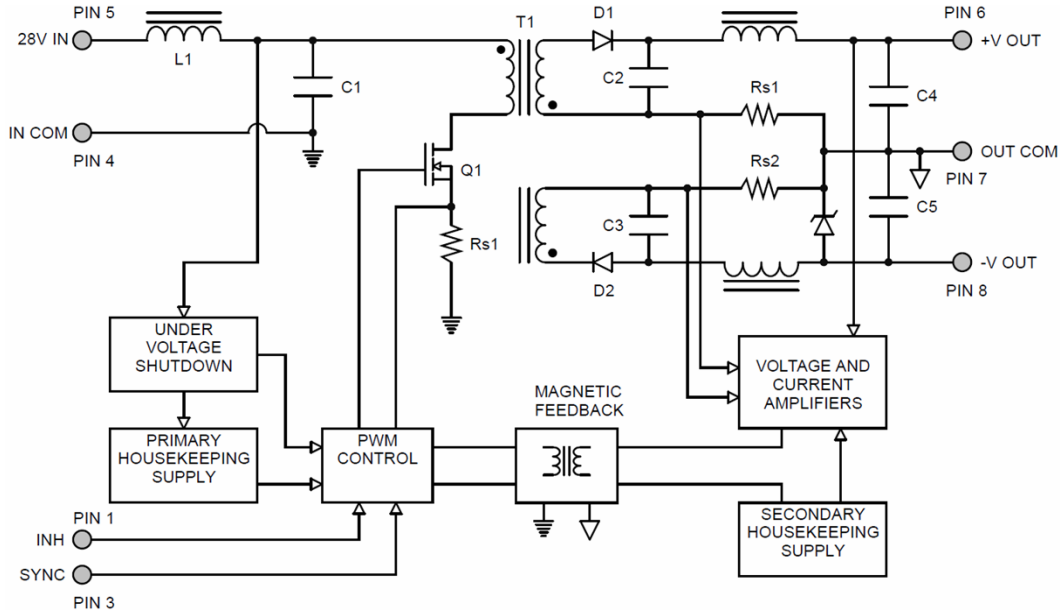 PIN 5
28V IN
L1
C1
IN COM
PIN 4
T1
D1
PIN 6
+V OUT
C2
Rs1
C4
OUT COM
PIN 7
Q1
Rs2
C3
C5
Rs1
D2
-V OUT
PIN 8
UNDER
VOLTAGE
SHUTDOWN
VOLTAGE AND
CURRENT
AMPLIFIERS
MAGNETIC
FEEDBACK
PRIMARY
HOUSEKEEPING
SUPPLY
PWM
CONTROL
SECONDARY
HOUSEKEEPING
SUPPLY
PIN 1
INH
SYNC
PIN 3